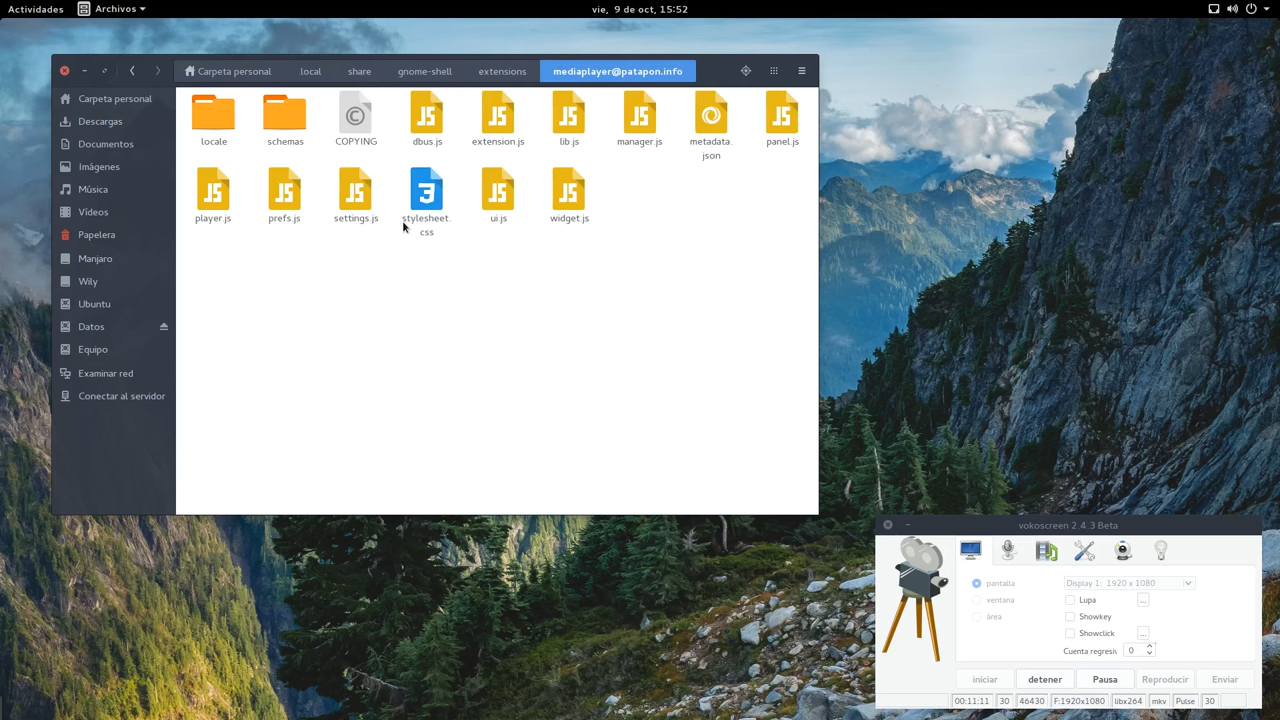 Actividades Archivos vie, 9 de oct, 15:52
Carpeta personal .local share gnome-shell extensions mediaplayer@patapon.info
Carpeta personal
Descargas
Documentos
Imágenes
Música
Vídeos
Papelera
Manjaro
Wily
Ubuntu
Datos
Equipo
Examinar red
Conectar al servidor
locale
schemas
COPYING
dbus.js
extension.js
lib.js
manager.js
metadata.
json
panel.js
player.js
prefs.js
settings.js
stylesheet.
css
ui.js
widget.js
vokoscreen 2.4.3 Beta
pantalla
ventana
área
Display 1: 1920 x 1080
Lupa ...
Showkey
Showclick ...
Cuenta regresiv 0
iniciar detener Pausa Reproducir Enviar
00:11:11 30 46430 F:1920x1080 libx264 mkv Pulse 30